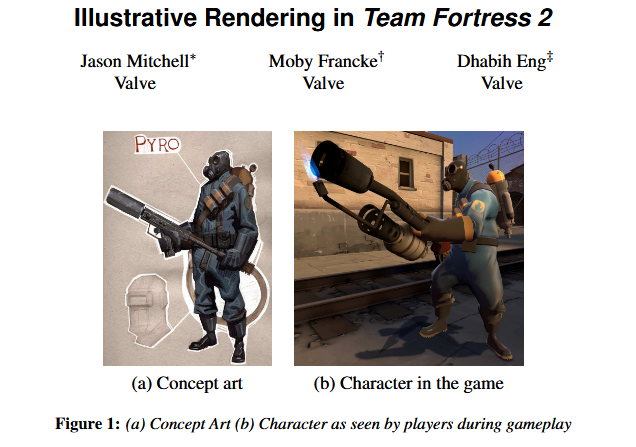 Illustrative Rendering in Team Fortress 2
Jason Mitchell* Moby Francke† Dhabih Eng‡
Valve Valve Valve
PYRO
(a) Concept art (b) Character in the game
Figure 1: (a) Concept Art (b) Character as seen by players during gameplay